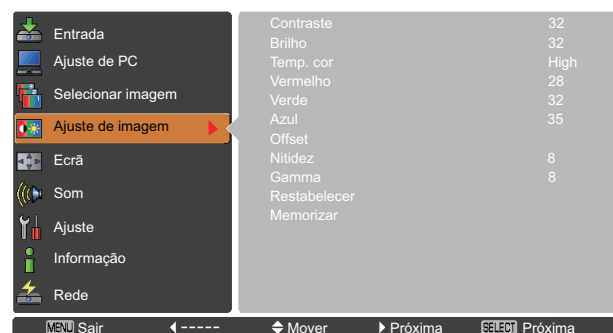 Entrada
Ajuste de PC
Selecionar imagem
Ajuste de imagem
Ecrã
Som
Ajuste
Informação
Rede
Contraste 32
Brilho 32
Temp. cor High
Vermelho 28
Verde 32
Azul 35
Offset
Nitidez 8
Gamma 8
Restabelecer
Memorizar
MENU Sair ----- Mover Próxima SELECT Próxima